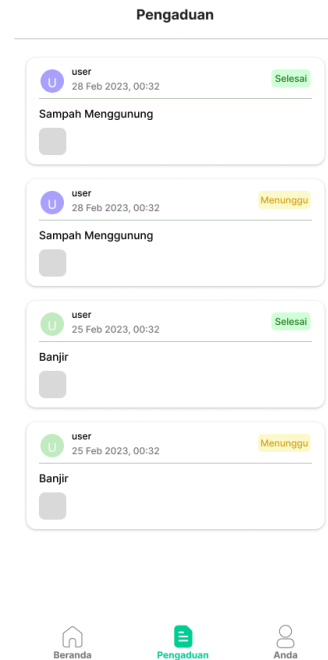 Pengaduan
U
user
28 Feb 2023, 00:32
Selesai
Sampah Menggunung
U
user
28 Feb 2023, 00:32
Menunggu
Sampah Menggunung
U
user
25 Feb 2023, 00:32
Selesai
Banjir
U
user
25 Feb 2023, 00:32
Menunggu
Banjir
Beranda
Pengaduan
Anda